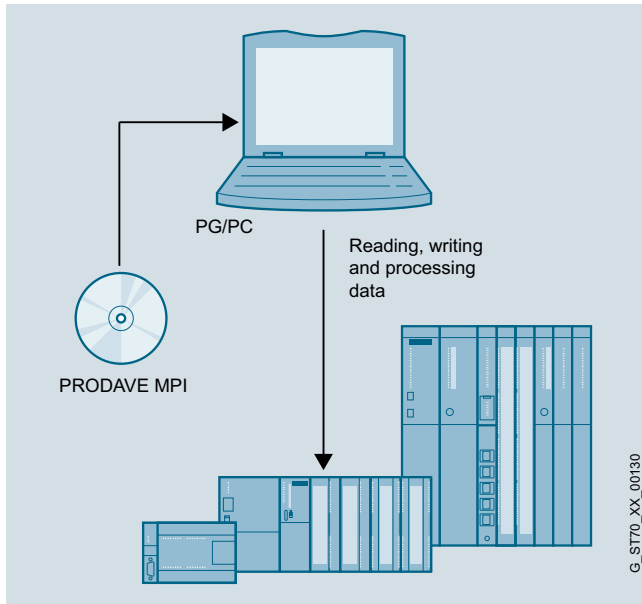 PG/PC
Reading, writing
and processing
data
PRODAVE MPI
G_ST70_XX_00130